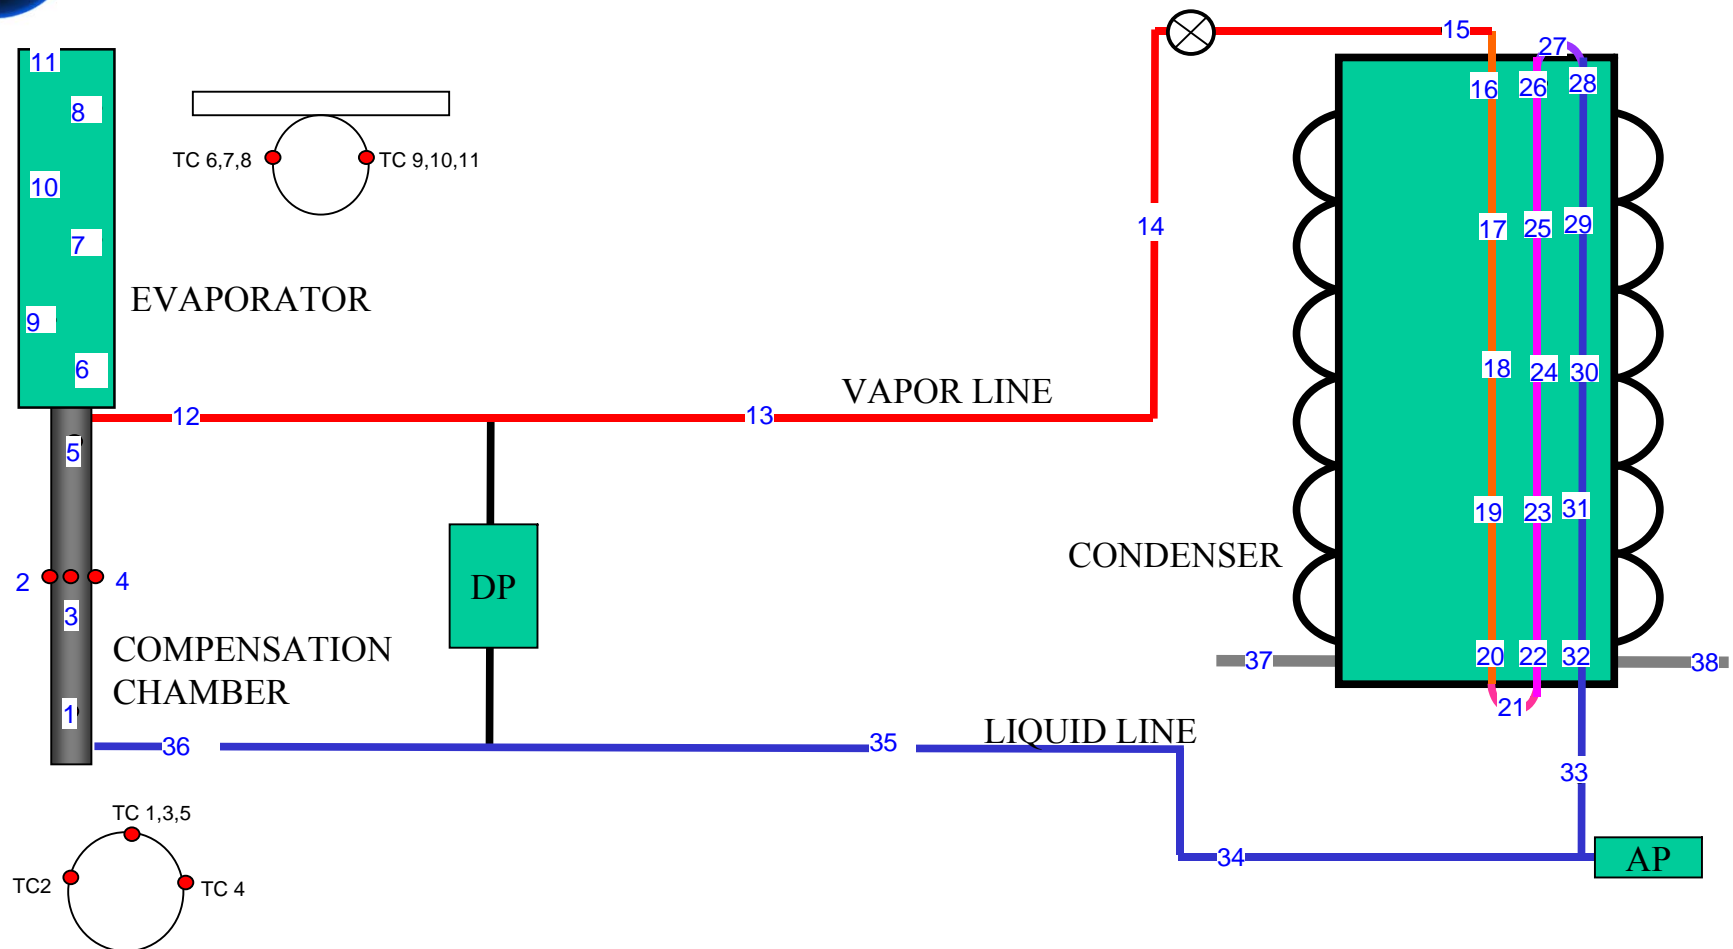 11
8
10
7
9
6
EVAPORATOR
TC 6,7,8
TC 9,10,11
5
2
4
3
1
COMPENSATION
CHAMBER
TC 1,3,5
TC2
TC 4
12
13
VAPOR LINE
14
15
DP
36
35
LIQUID LINE
34
33
AP
CONDENSER
37
38
16
26
27
28
17
25
29
18
24
30
19
23
31
20
22
32
21